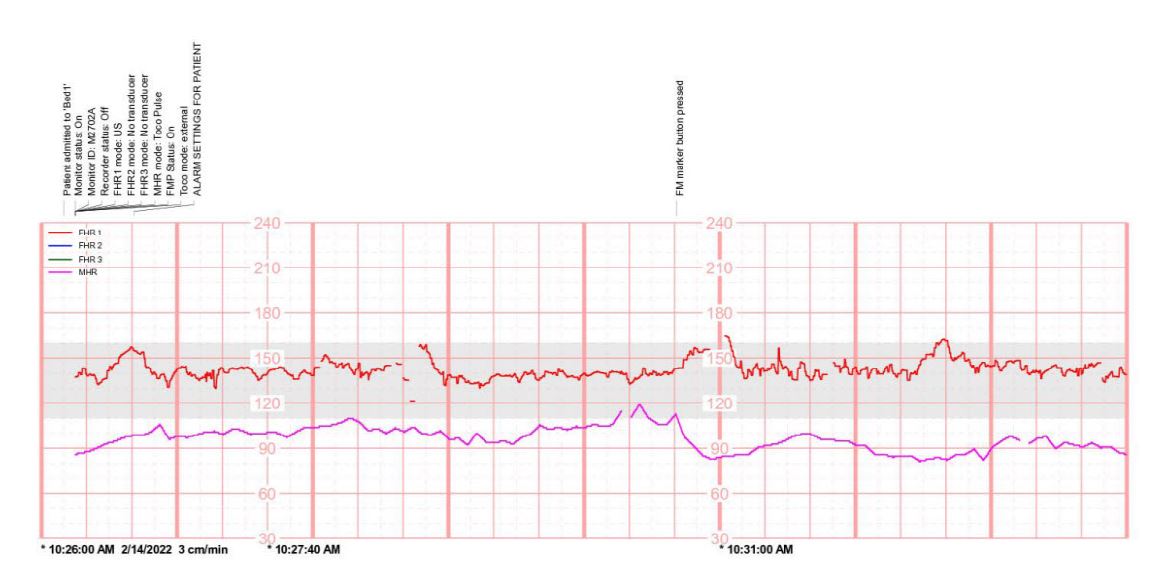 Patient admitted to 'Bed1'
Monitor status: On
Monitor ID: M2702A
Recorder status: Off
FHR1 mode: US
FHR2 mode: No transducer
FHR3 mode: No transducer
MHR mode: Toco Pulse
FMP Status: On
Toco mode: external
ALARM SETTINGS FOR PATIENT
FM marker button pressed
FHR 1
FHR 2
FHR 3
MHR
240
210
180
150
120
90
60
30
240
210
180
150
120
90
60
30
* 10:26:00 AM 2/14/2022 3 cm/min
* 10:27:40 AM
* 10:31:00 AM